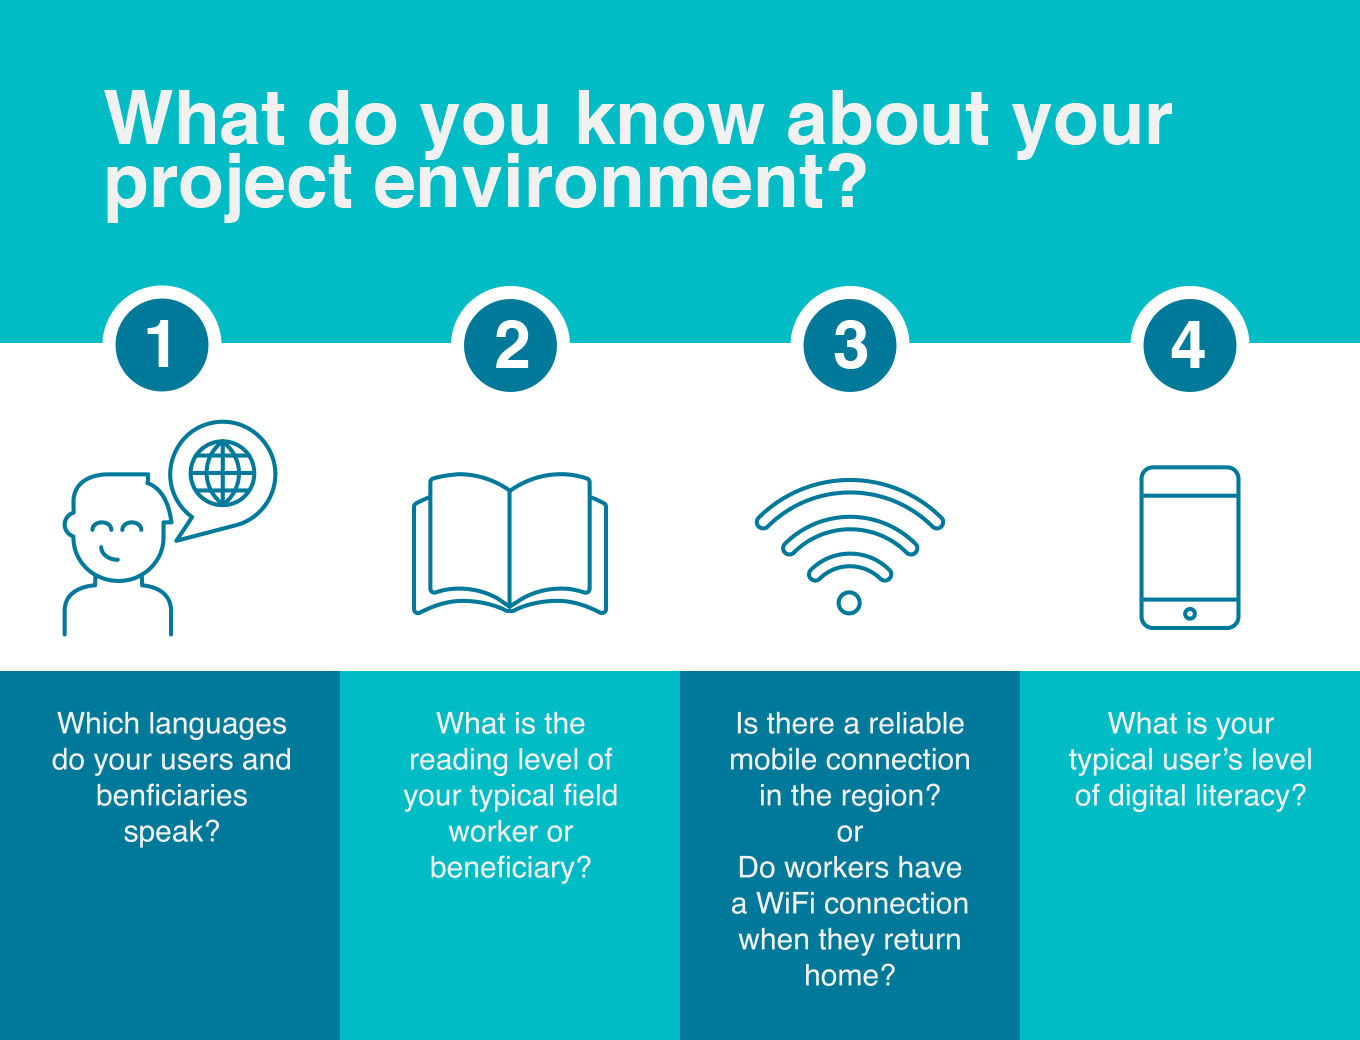 What do you know about your
project environment?
1
2
3
4
Which languages
do your users and
benficiaries
speak?
What is the
reading level of
your typical field
worker or
beneficiary?
Is there a reliable
mobile connection
in the region?
or
Do workers have
a WiFi connection
when they return
home?
What is your
typical user’s level
of digital literacy?